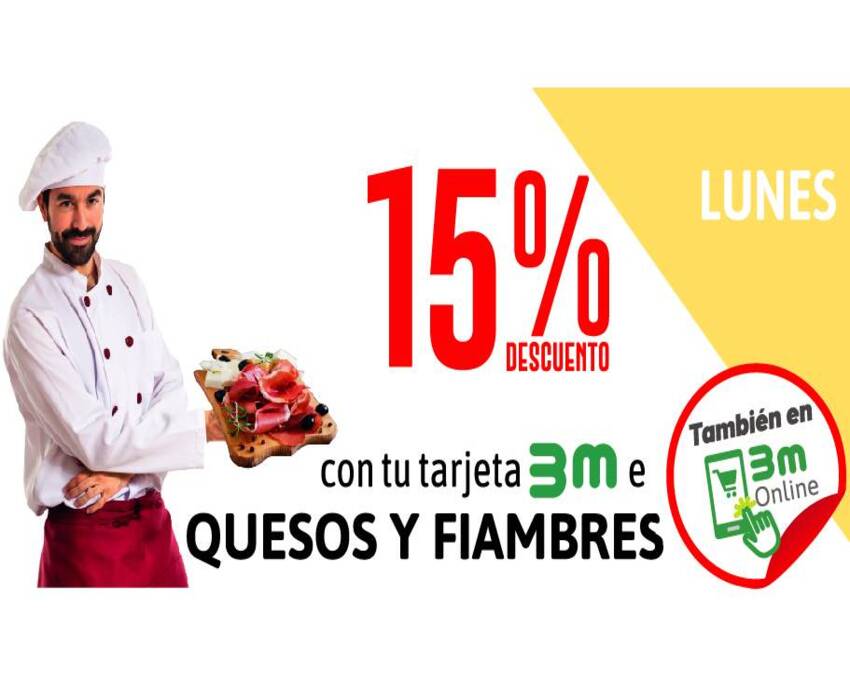 LUNES
15%
DESCUENTO
con tu tarjeta 3m e
QUESOS Y FIAMBRES
También en
3m
Online